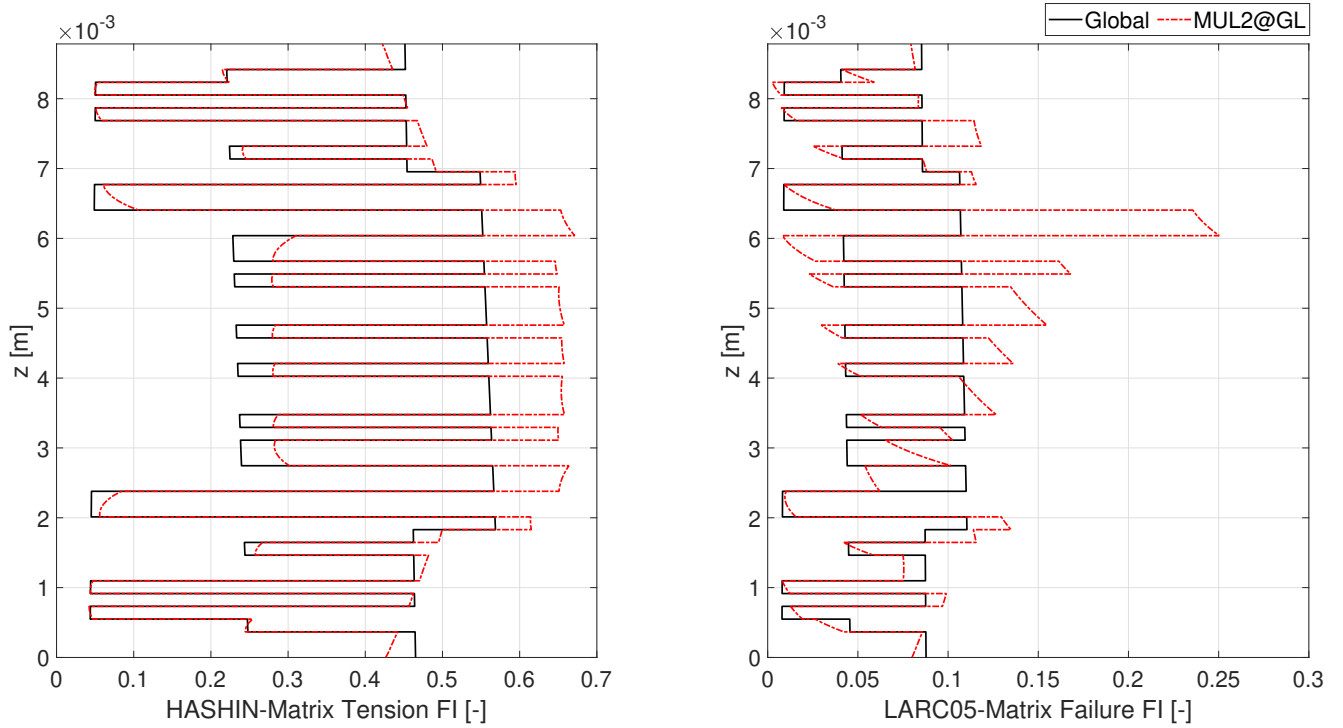 Global MUL2@GL
×10⁻³
8
7
6
5
4
3
2
1
0
z [m]
0 0.1 0.2 0.3 0.4 0.5 0.6 0.7
HASHIN-Matrix Tension FI [-]
×10⁻³
8
7
6
5
4
3
2
1
0
z [m]
0 0.05 0.1 0.15 0.2 0.25 0.3
LARC05-Matrix Failure FI [-]